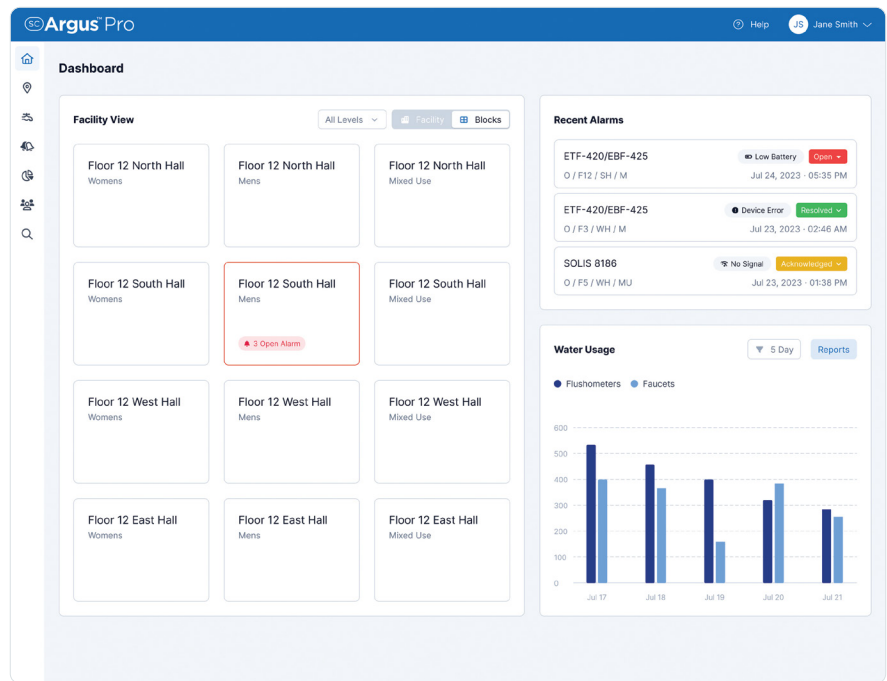 SC Argus™ Pro
Help
JS Jane Smith
Dashboard
Facility View
All Levels
Facility
Blocks
Floor 12 North Hall
Womens
Floor 12 North Hall
Mens
Floor 12 North Hall
Mixed Use
Floor 12 South Hall
Womens
Floor 12 South Hall
Mens
3 Open Alarm
Floor 12 South Hall
Mixed Use
Floor 12 West Hall
Womens
Floor 12 West Hall
Mens
Floor 12 West Hall
Mixed Use
Floor 12 East Hall
Womens
Floor 12 East Hall
Mens
Floor 12 East Hall
Mixed Use
Recent Alarms
ETF-420/EBF-425
Low Battery
Open
O / F12 / SH / M
Jul 24, 2023 · 05:35 PM
ETF-420/EBF-425
Device Error
Resolved
O / F3 / WH / M
Jul 23, 2023 · 02:46 AM
SOLIS 8186
No Signal
Acknowledged
O / F5 / WH / MU
Jul 23, 2023 · 01:38 PM
Water Usage
5 Day
Reports
Flushometers
Faucets
600
500
400
300
200
100
0
Jul 17
Jul 18
Jul 19
Jul 20
Jul 21